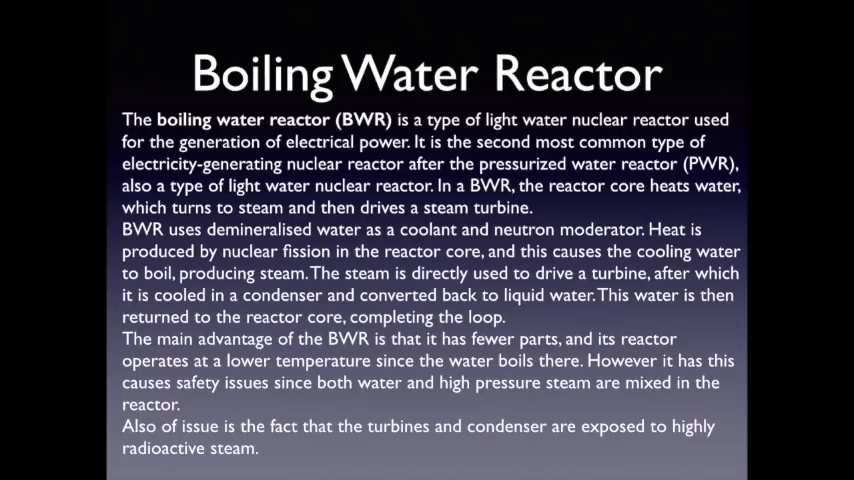 Boiling Water Reactor
The boiling water reactor (BWR) is a type of light water nuclear reactor used
for the generation of electrical power. It is the second most common type of
electricity-generating nuclear reactor after the pressurized water reactor (PWR),
also a type of light water nuclear reactor. In a BWR, the reactor core heats water,
which turns to steam and then drives a steam turbine.
BWR uses demineralised water as a coolant and neutron moderator. Heat is
produced by nuclear fission in the reactor core, and this causes the cooling water
to boil, producing steam. The steam is directly used to drive a turbine, after which
it is cooled in a condenser and converted back to liquid water. This water is then
returned to the reactor core, completing the loop.
The main advantage of the BWR is that it has fewer parts, and its reactor
operates at a lower temperature since the water boils there. However it has this
causes safety issues since both water and high pressure steam are mixed in the
reactor.
Also of issue is the fact that the turbines and condenser are exposed to highly
radioactive steam.